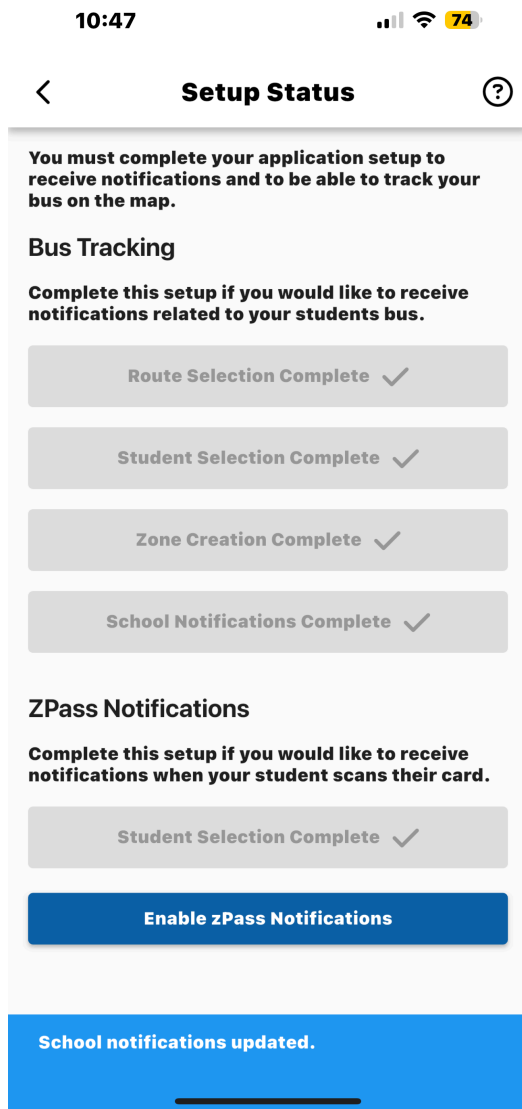 10:47
74
Setup Status
?
You must complete your application setup to
receive notifications and to be able to track your
bus on the map.
Bus Tracking
Complete this setup if you would like to receive
notifications related to your students bus.
Route Selection Complete
Student Selection Complete
Zone Creation Complete
School Notifications Complete
ZPass Notifications
Complete this setup if you would like to receive
notifications when your student scans their card.
Student Selection Complete
Enable zPass Notifications
School notifications updated.